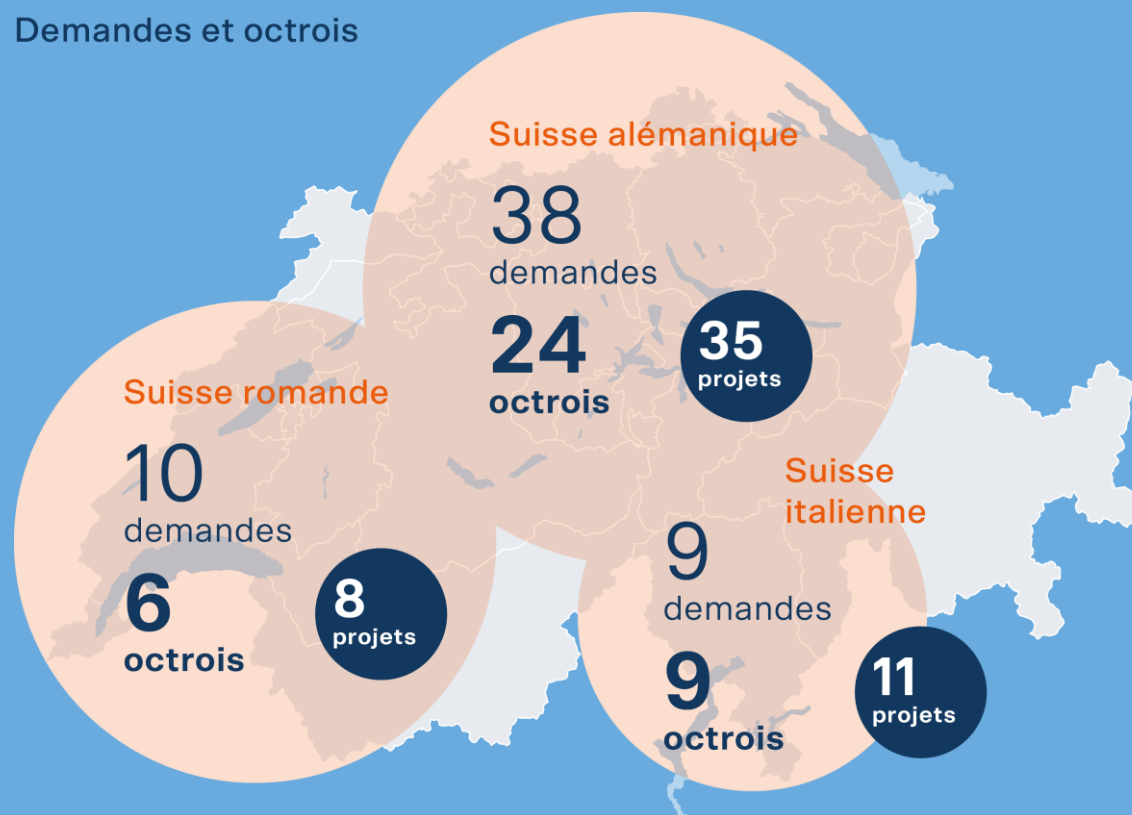 Demandes et octrois
Suisse alémanique
38
demandes
24
octrois
35
projets
Suisse romande
10
demandes
6
octrois
8
projets
Suisse
italienne
9
demandes
9
octrois
11
projets